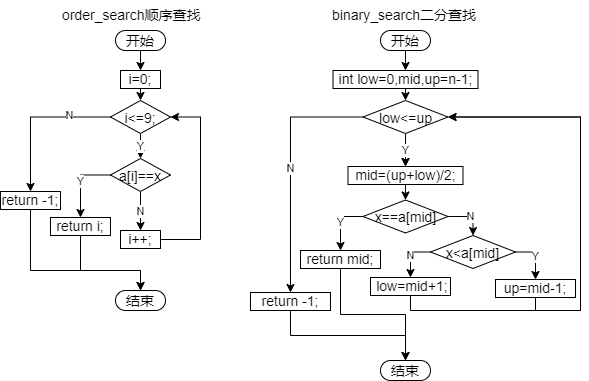 order_search顺序查找
开始
i=0;
i<=9;
N
Y
a[i]==x
Y
N
return -1;
return i;
i++;
结束
binary_search二分查找
开始
int low=0,mid,up=n-1;
low<=up
N
Y
mid=(up+low)/2;
x==a[mid]
Y
N
return mid;
x<a[mid]
N
Y
low=mid+1;
up=mid-1;
return -1;
结束